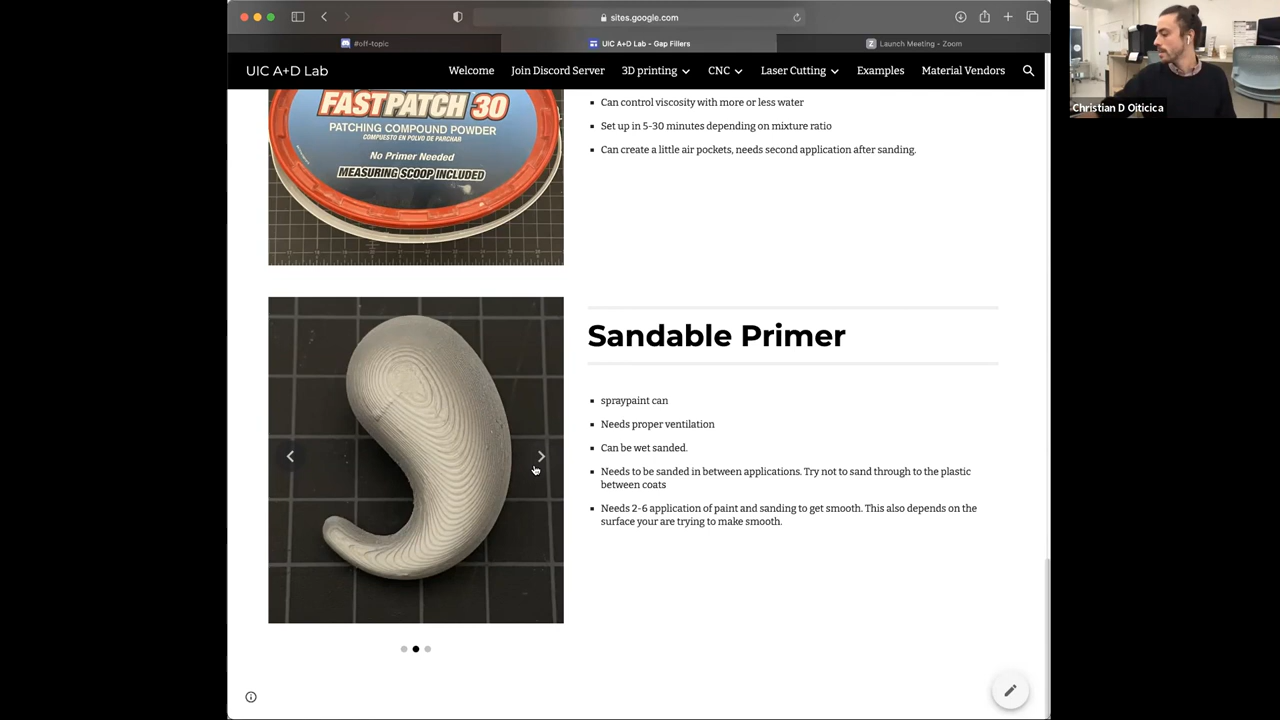 sites.google.com
#off-topic
UIC A+D Lab - Gap Fillers
Launch Meeting - Zoom
UIC A+D Lab
Welcome
Join Discord Server
3D printing
CNC
Laser Cutting
Examples
Material Vendors
Christian D Oiticica
FASTPATCH 30
PATCHING COMPOUND POWDER
COMPUESTO EN POLVO DE PARCHAR
No Primer Needed
MEASURING SCOOP INCLUDED
Can control viscosity with more or less water
Set up in 5-30 minutes depending on mixture ratio
Can create a little air pockets, needs second application after sanding.
Sandable Primer
spraypaint can
Needs proper ventilation
Can be wet sanded.
Needs to be sanded in between applications. Try not to sand through to the plastic
between coats
Needs 2-6 application of paint and sanding to get smooth. This also depends on the
surface your are trying to make smooth.